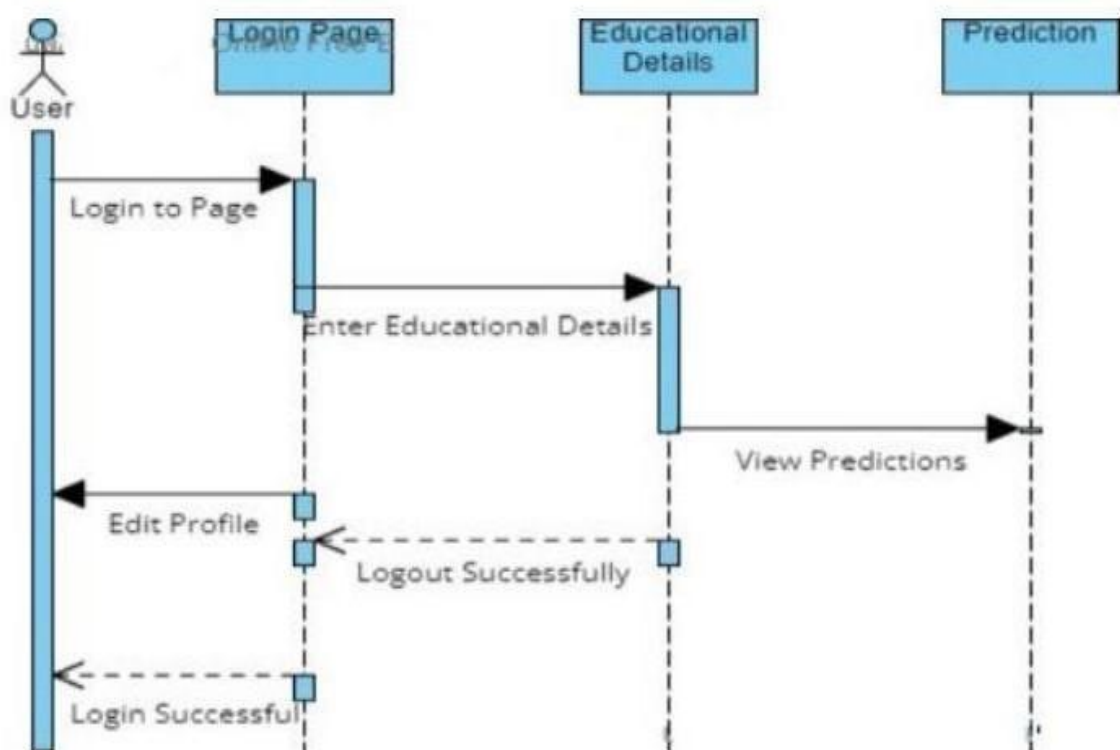 Login Page
Educational
Details
Prediction
User
Login to Page
Enter Educational Details
View Predictions
Edit Profile
Logout Successfully
Login Successful